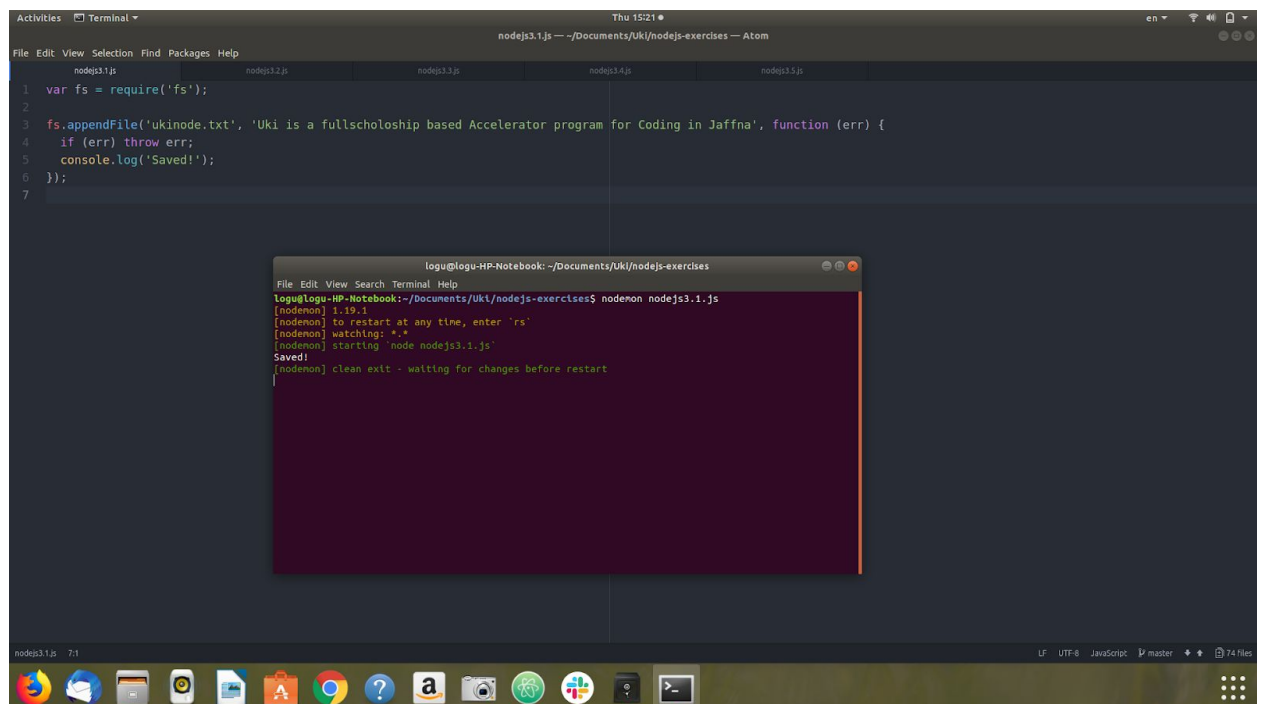 Activities Terminal Thu 15:21 en
nodejs3.1.js — ~/Documents/Uki/nodejs-exercises — Atom
File Edit View Selection Find Packages Help
nodejs3.1.js nodejs3.2.js nodejs3.3.js nodejs3.4.js nodejs3.5.js
1 var fs = require('fs');
2
3 fs.appendFile('ukinode.txt', 'Uki is a fullscholoship based Accelerator program for Coding in Jaffna', function (err) {
4 if (err) throw err;
5 console.log('Saved!');
6 });
7
logu@logu-HP-Notebook: ~/Documents/Uki/nodejs-exercises
File Edit View Search Terminal Help
logu@logu-HP-Notebook:~/Documents/Uki/nodejs-exercises$ nodemon nodejs3.1.js
[nodemon] 1.19.1
[nodemon] to restart at any time, enter `rs`
[nodemon] watching: *.*
[nodemon] starting `node nodejs3.1.js`
Saved!
[nodemon] clean exit - waiting for changes before restart
nodejs3.1.js 7:1 LF UTF-8 JavaScript master 74 files